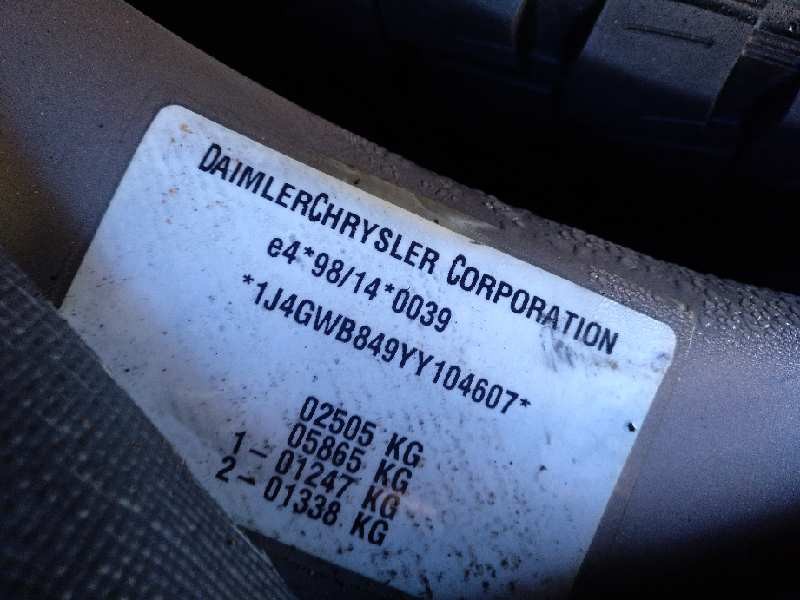 DAIMLERCHRYSLER CORPORATION
e4*98/14*0039
*1J4GWB849YY104607*
02505 KG
05865 KG
1 - 01247 KG
2 - 01338 KG